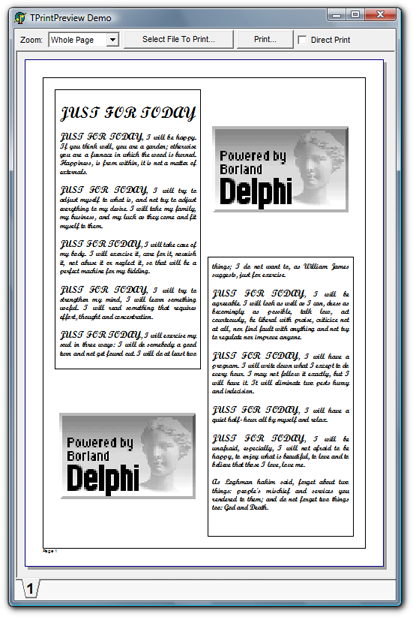 TPrintPreview Demo
Zoom: Whole Page Select File To Print... Print... Direct Print
JUST FOR TODAY
JUST FOR TODAY, I will be happy.
If you think well, you are a garden; otherwise
you are a furnace in which the wood is burned.
Happiness, is from within, it is not a matter of
externals.
JUST FOR TODAY, I will try to
adjust myself to what is, and not try to adjust
everything to my desire. I will take my family,
my business, and my luck as they come and fit
myself to them.
JUST FOR TODAY, I will take care of
my body. I will exercise it, care for it, nourish
it, not abuse it or neglect it, so that will be a
perfect machine for my bidding.
JUST FOR TODAY, I will try to
strengthen my mind, I will learn something
useful. I will read something that requires
effort, thought and concentration.
JUST FOR TODAY, I will exercise my
soul in three ways: I will do somebody a good
turn and not get found out. I will do at least two
Powered by
Borland
Delphi
Powered by
Borland
Delphi
things; I do not want to, as William James
suggests, just for exercise.
JUST FOR TODAY, I will be
agreeable. I will look as well as I can, dress as
becomingly as possible, talk low, act
courteously, be liberal with praise, criticize not
at all, nor find fault with anything and not try
to regulate nor improve anyone.
JUST FOR TODAY, I will have a
program. I will write down what I expect to do
every hour. I may not follow it exactly, but I
will have it. It will eliminate two pests hurry
and indecision.
JUST FOR TODAY, I will have a
quiet half-hour all by myself and relax.
JUST FOR TODAY, I will be
unafraid, especially, I will not afraid to be
happy, to enjoy what is beautiful, to love and to
believe that those I love, love me.
As Loghman hakim said, forget about two
things: people's mischief and services you
rendered to them; and do not forget two things
too: God and Death.
Page 1
1